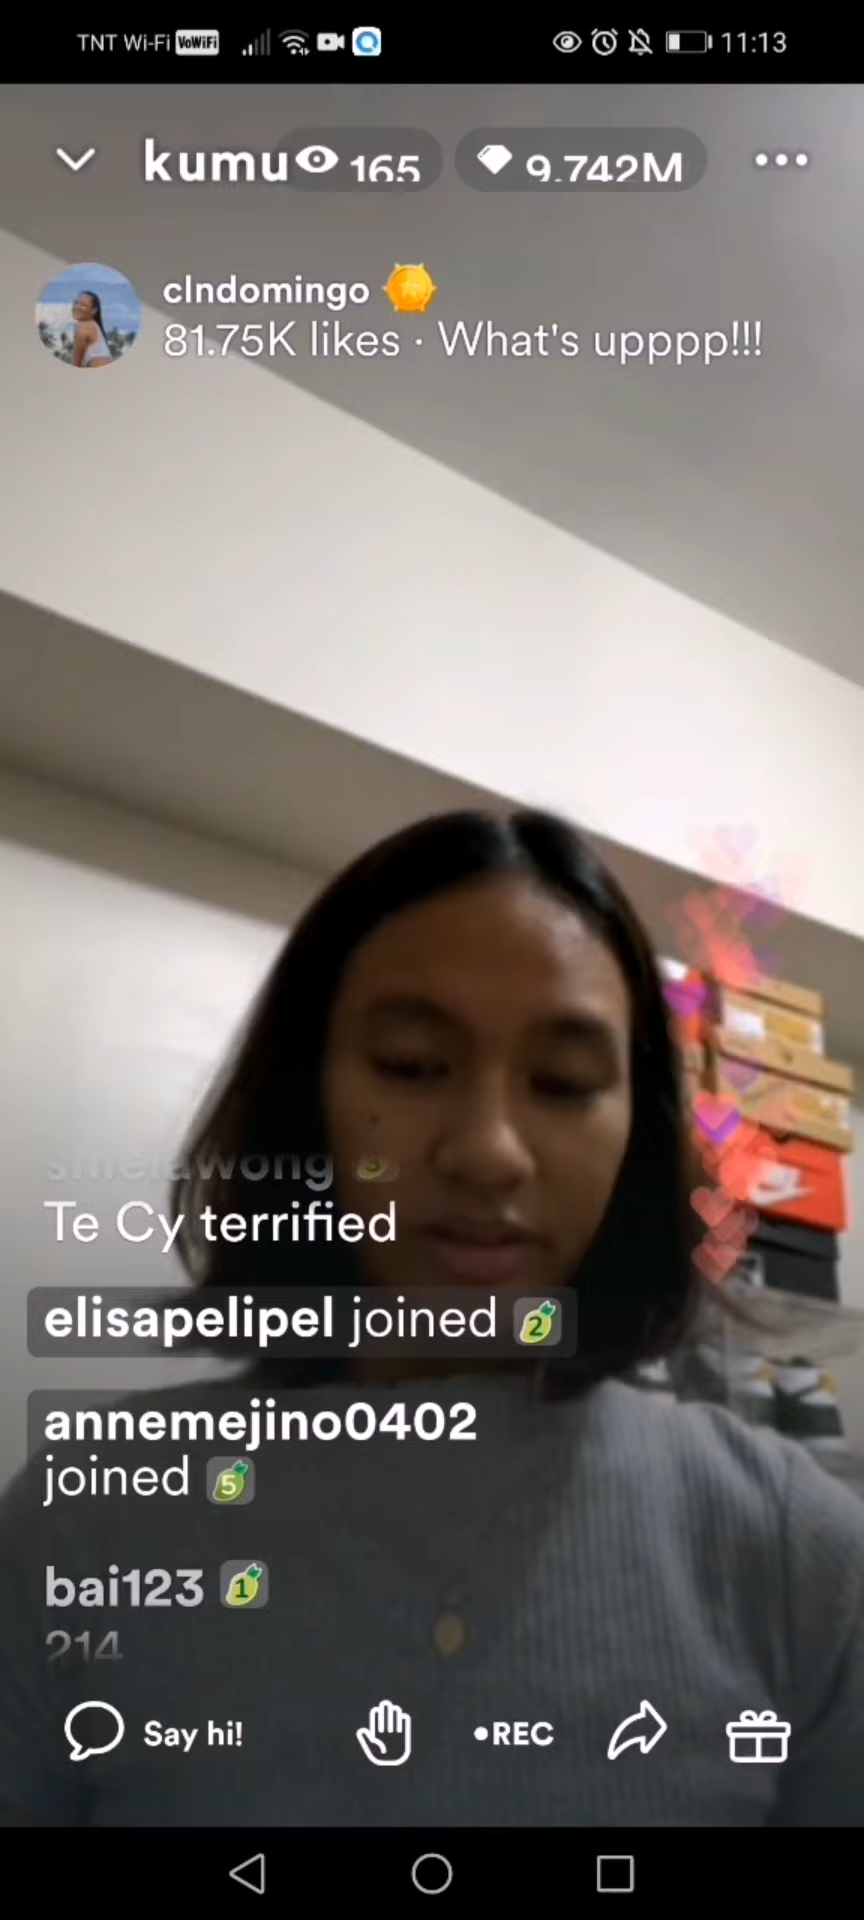 TNT Wi-Fi VoWiFi 11:13
kumu 165 9.742M
clndomingo
81.75K likes · What's upppp!!!
shielawong
Te Cy terrified
elisapelipel joined 2
annemejino0402
joined 5
bai123 1
214
Say hi! •REC